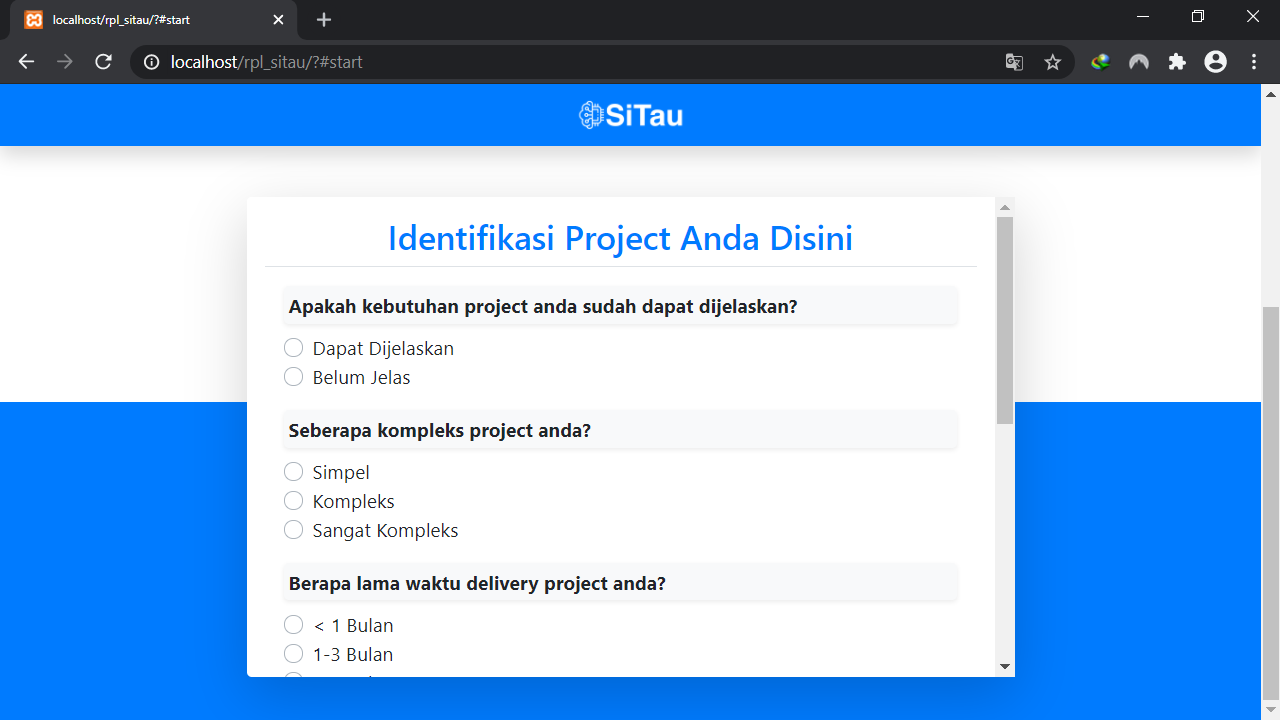 localhost/rpl_sitau/?#start
localhost/rpl_sitau/?#start
SiTau
Identifikasi Project Anda Disini
Apakah kebutuhan project anda sudah dapat dijelaskan?
Dapat Dijelaskan
Belum Jelas
Seberapa kompleks project anda?
Simpel
Kompleks
Sangat Kompleks
Berapa lama waktu delivery project anda?
< 1 Bulan
1-3 Bulan